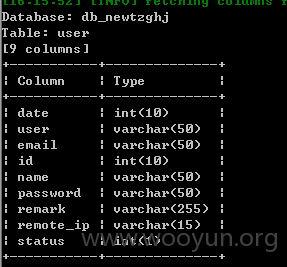 [16:15:52] [INFO] fetching columns f
Database: db_newtzghj
Table: user
[9 columns]
+-----------+--------------+
| Column | Type |
+-----------+--------------+
| date | int(10) |
| user | varchar(50) |
| email | varchar(50) |
| id | int(10) |
| name | varchar(50) |
| password | varchar(50) |
| remark | varchar(255) |
| remote_ip | varchar(15) |
| status | int(1) |
+-----------+--------------+
www.wooyun.org